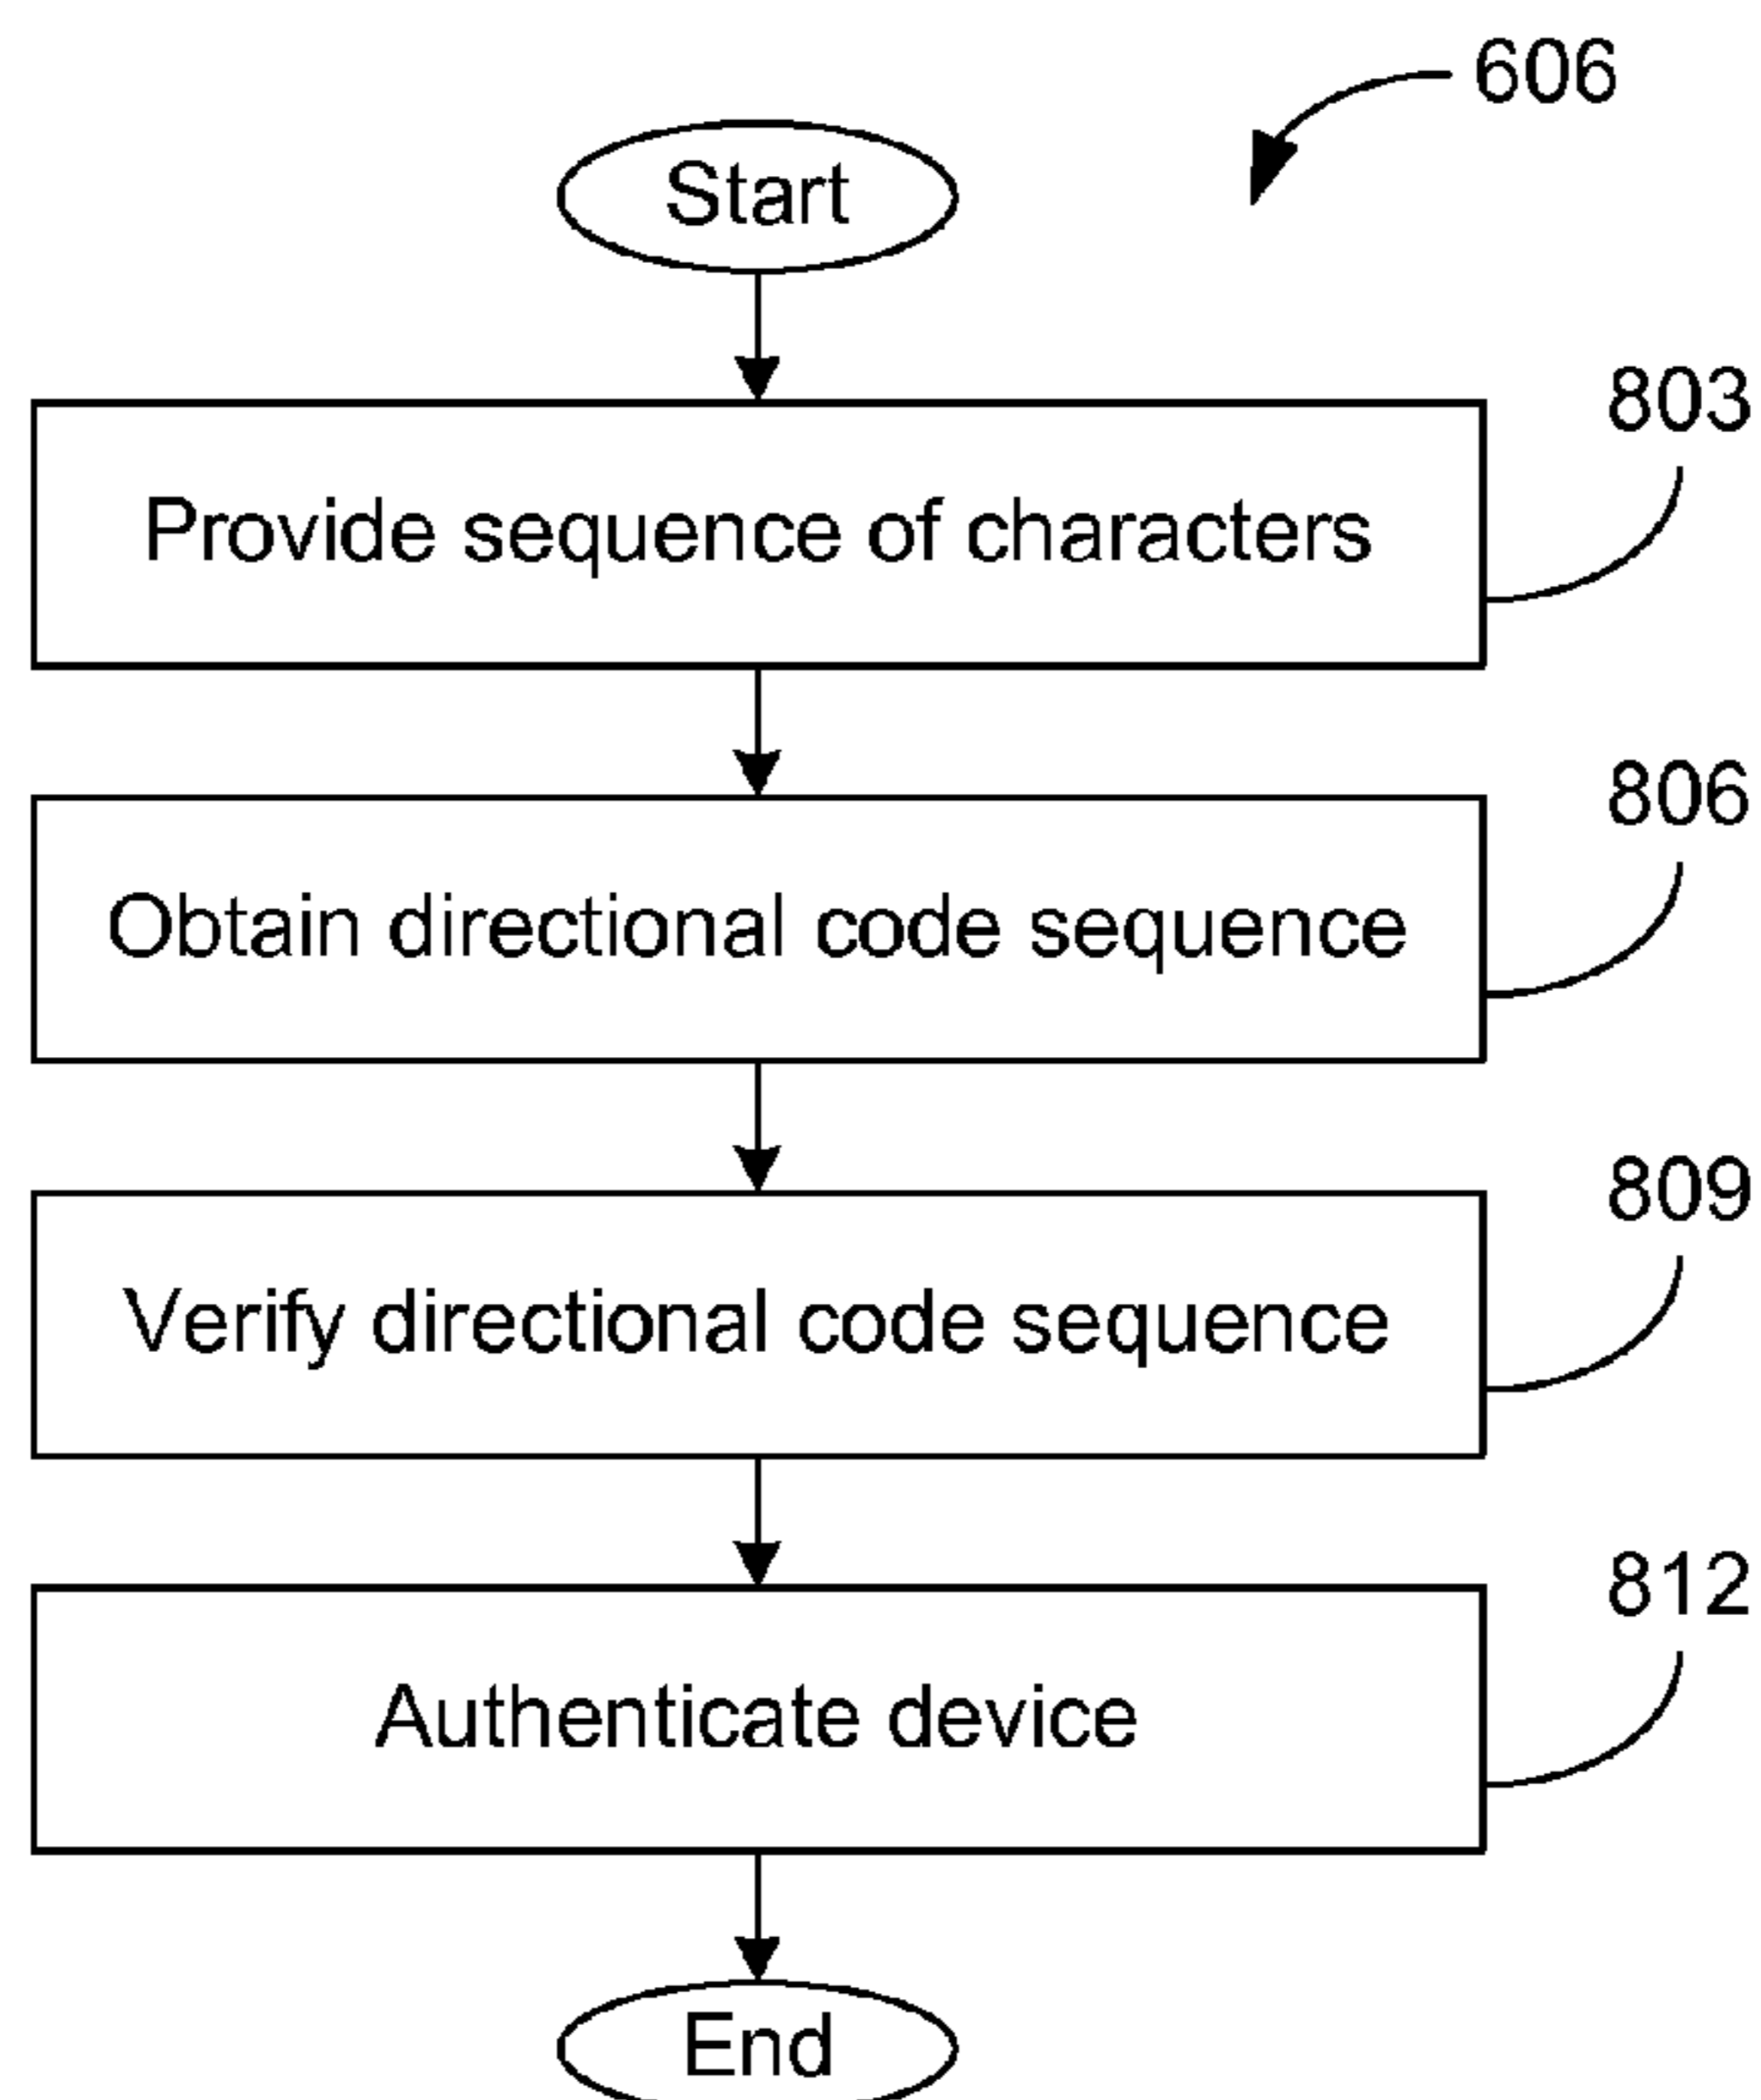 606
Start
803
Provide sequence of characters
806
Obtain directional code sequence
809
Verify directional code sequence
812
Authenticate device
End